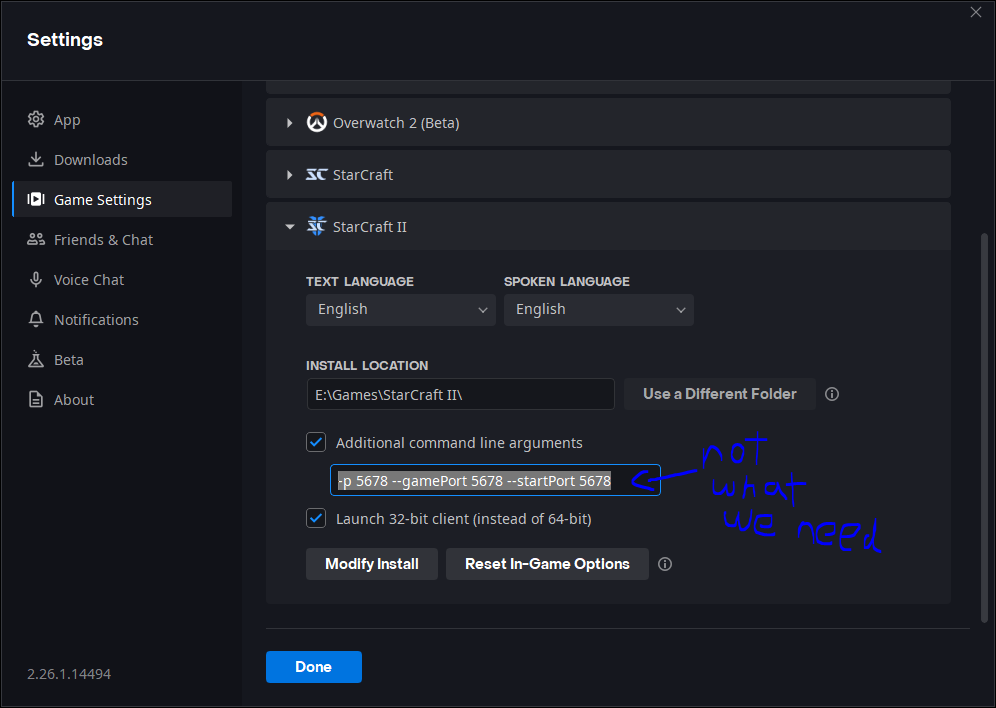 Settings
App
Downloads
Game Settings
Friends & Chat
Voice Chat
Notifications
Beta
About
2.26.1.14494
Overwatch 2 (Beta)
StarCraft
StarCraft II
TEXT LANGUAGE SPOKEN LANGUAGE
English English
INSTALL LOCATION
E:\Games\StarCraft II\ Use a Different Folder
Additional command line arguments
-p 5678 --gamePort 5678 --startPort 5678
not
what
we need
Launch 32-bit client (instead of 64-bit)
Modify Install Reset In-Game Options
Done